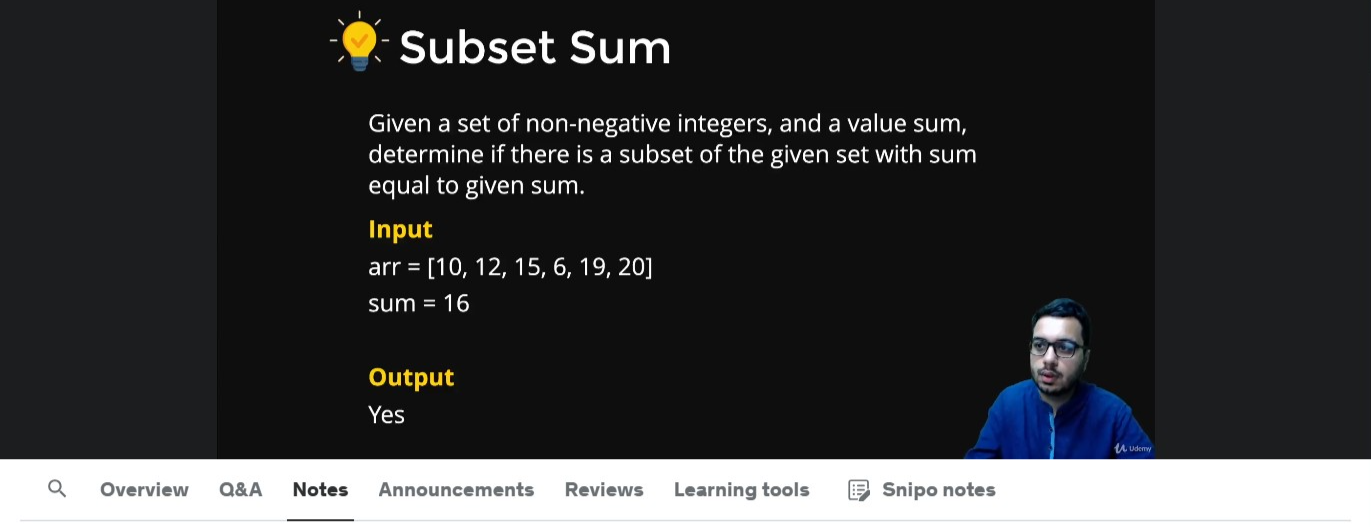 Subset Sum
Given a set of non-negative integers, and a value sum,
determine if there is a subset of the given set with sum
equal to given sum.
Input
arr = [10, 12, 15, 6, 19, 20]
sum = 16
Output
Yes
Udemy
Overview Q&A Notes Announcements Reviews Learning tools Snipo notes